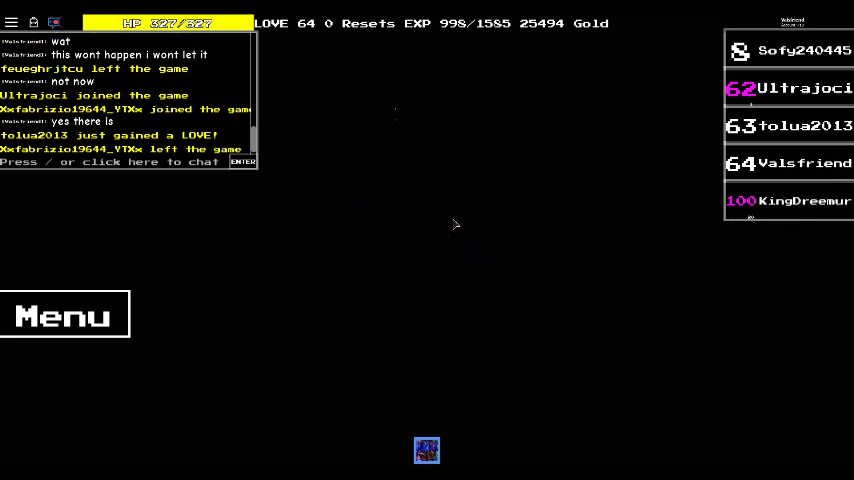 HP 327/327
LOVE 64 0 Resets EXP 998/1585 25494 Gold
[Valsfriend]: wat
[Valsfriend]: this wont happen i wont let it
feueghrjtcu left the game
[Valsfriend]: not now
Ultrajoci joined the game
XxFabrizio19644_YTXx joined the game
[Valsfriend]: yes there is
tolua2013 just gained a LOVE!
XxFabrizio19644_YTXx left the game
Press / or click here to chat
ENTER
Valsfriend
8 Sofy240445
62 Ultrajoci
63 tolua2013
64 Valsfriend
100 KingDreemur
Menu